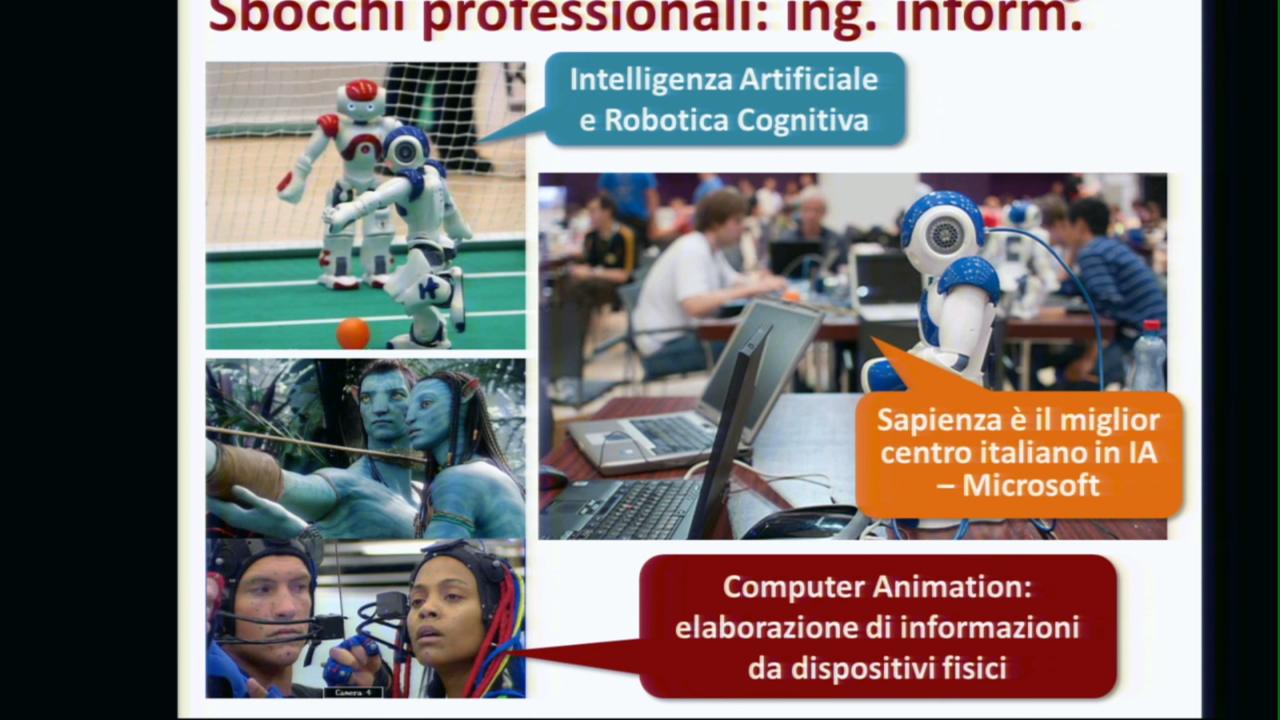 Sbocchi professionali: ing. inform.
Intelligenza Artificiale
e Robotica Cognitiva
Sapienza è il miglior
centro italiano in IA
– Microsoft
Computer Animation:
elaborazione di informazioni
da dispositivi fisici
Camera 4